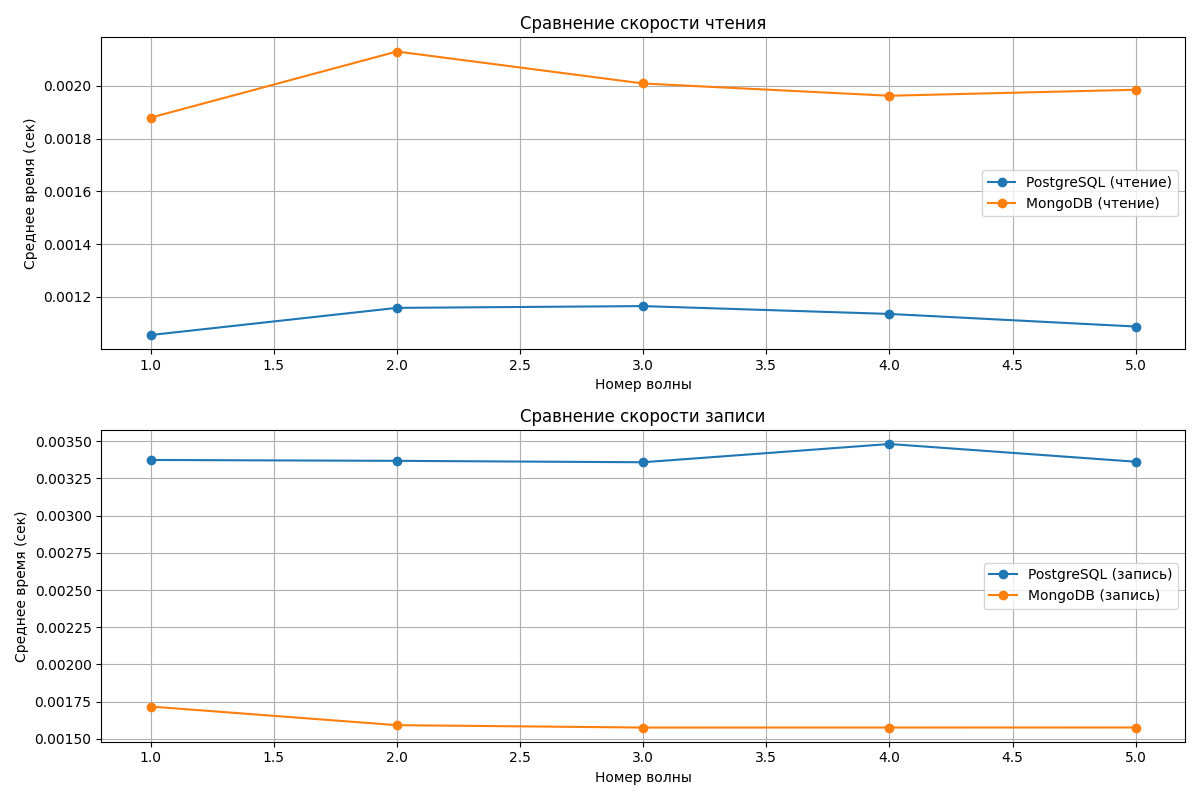 Сравнение скорости чтения
Среднее время (сек)
0.0020
0.0018
0.0016
0.0014
0.0012
PostgreSQL (чтение)
MongoDB (чтение)
1.0 1.5 2.0 2.5 3.0 3.5 4.0 4.5 5.0
Номер волны
Сравнение скорости записи
Среднее время (сек)
0.00350
0.00325
0.00300
0.00275
0.00250
0.00225
0.00200
0.00175
0.00150
PostgreSQL (запись)
MongoDB (запись)
1.0 1.5 2.0 2.5 3.0 3.5 4.0 4.5 5.0
Номер волны